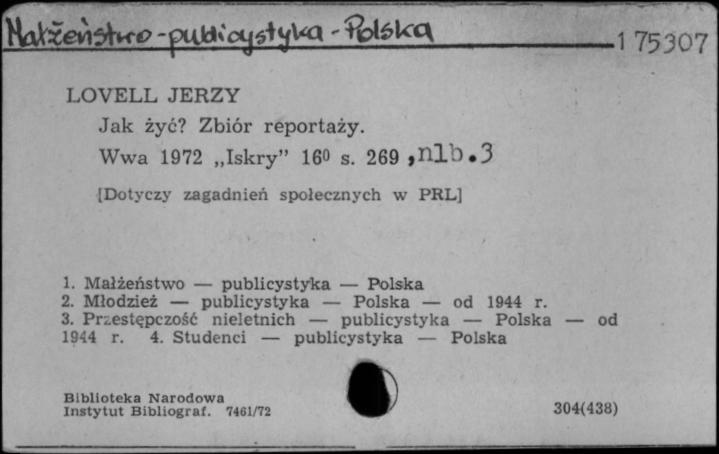 Małżeństwo - publicystyka - Polska
175307
LOVELL JERZY
Jak żyć? Zbiór reportaży.
Wwa 1972 „Iskry” 16⁰ s. 269 ,nlb.3
[Dotyczy zagadnień społecznych w PRL]
1. Małżeństwo — publicystyka — Polska
2. Młodzież — publicystyka — Polska — od 1944 r.
3. Przestępczość nieletnich — publicystyka — Polska — od
1944 r. 4. Studenci — publicystyka — Polska
Biblioteka Narodowa
Instytut Bibliograf. 7461/72
304(438)